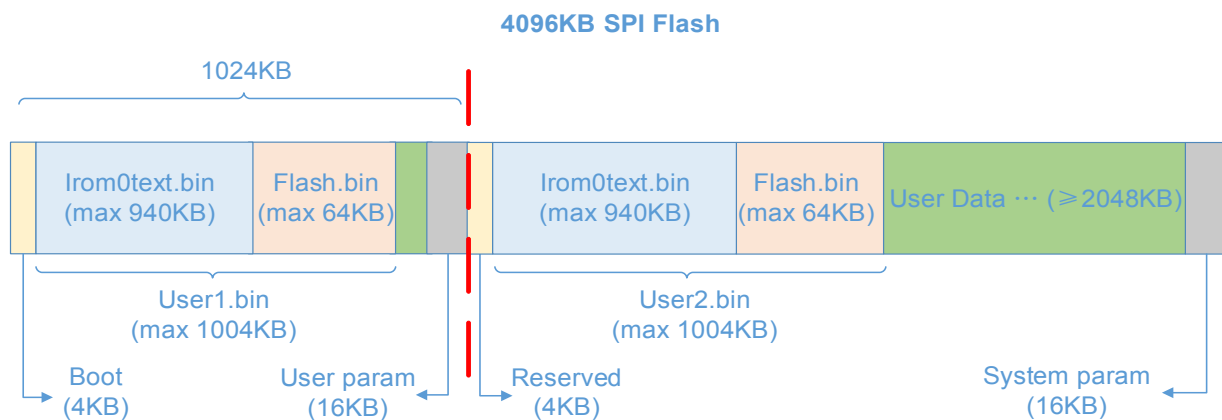 4096KB SPI Flash
1024KB
Irom0text.bin
(max 940KB)
Flash.bin
(max 64KB)
Irom0text.bin
(max 940KB)
Flash.bin
(max 64KB)
User Data ⋯ (≥2048KB)
User1.bin
(max 1004KB)
User2.bin
(max 1004KB)
Boot
(4KB)
User param
(16KB)
Reserved
(4KB)
System param
(16KB)